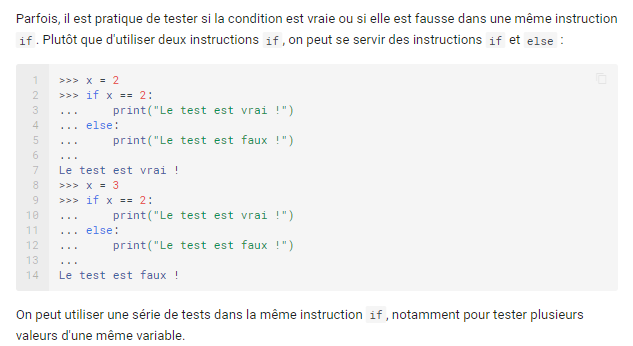 Parfois, il est pratique de tester si la condition est vraie ou si elle est fausse dans une même instruction
if. Plutôt que d'utiliser deux instructions if, on peut se servir des instructions if et else :
1 >>> x = 2
2 >>> if x == 2:
3 ...     print("Le test est vrai !")
4 ... else:
5 ...     print("Le test est faux !")
6 ...
7 Le test est vrai !
8 >>> x = 3
9 >>> if x == 2:
10 ...     print("Le test est vrai !")
11 ... else:
12 ...     print("Le test est faux !")
13 ...
14 Le test est faux !
On peut utiliser une série de tests dans la même instruction if, notamment pour tester plusieurs
valeurs d'une même variable.